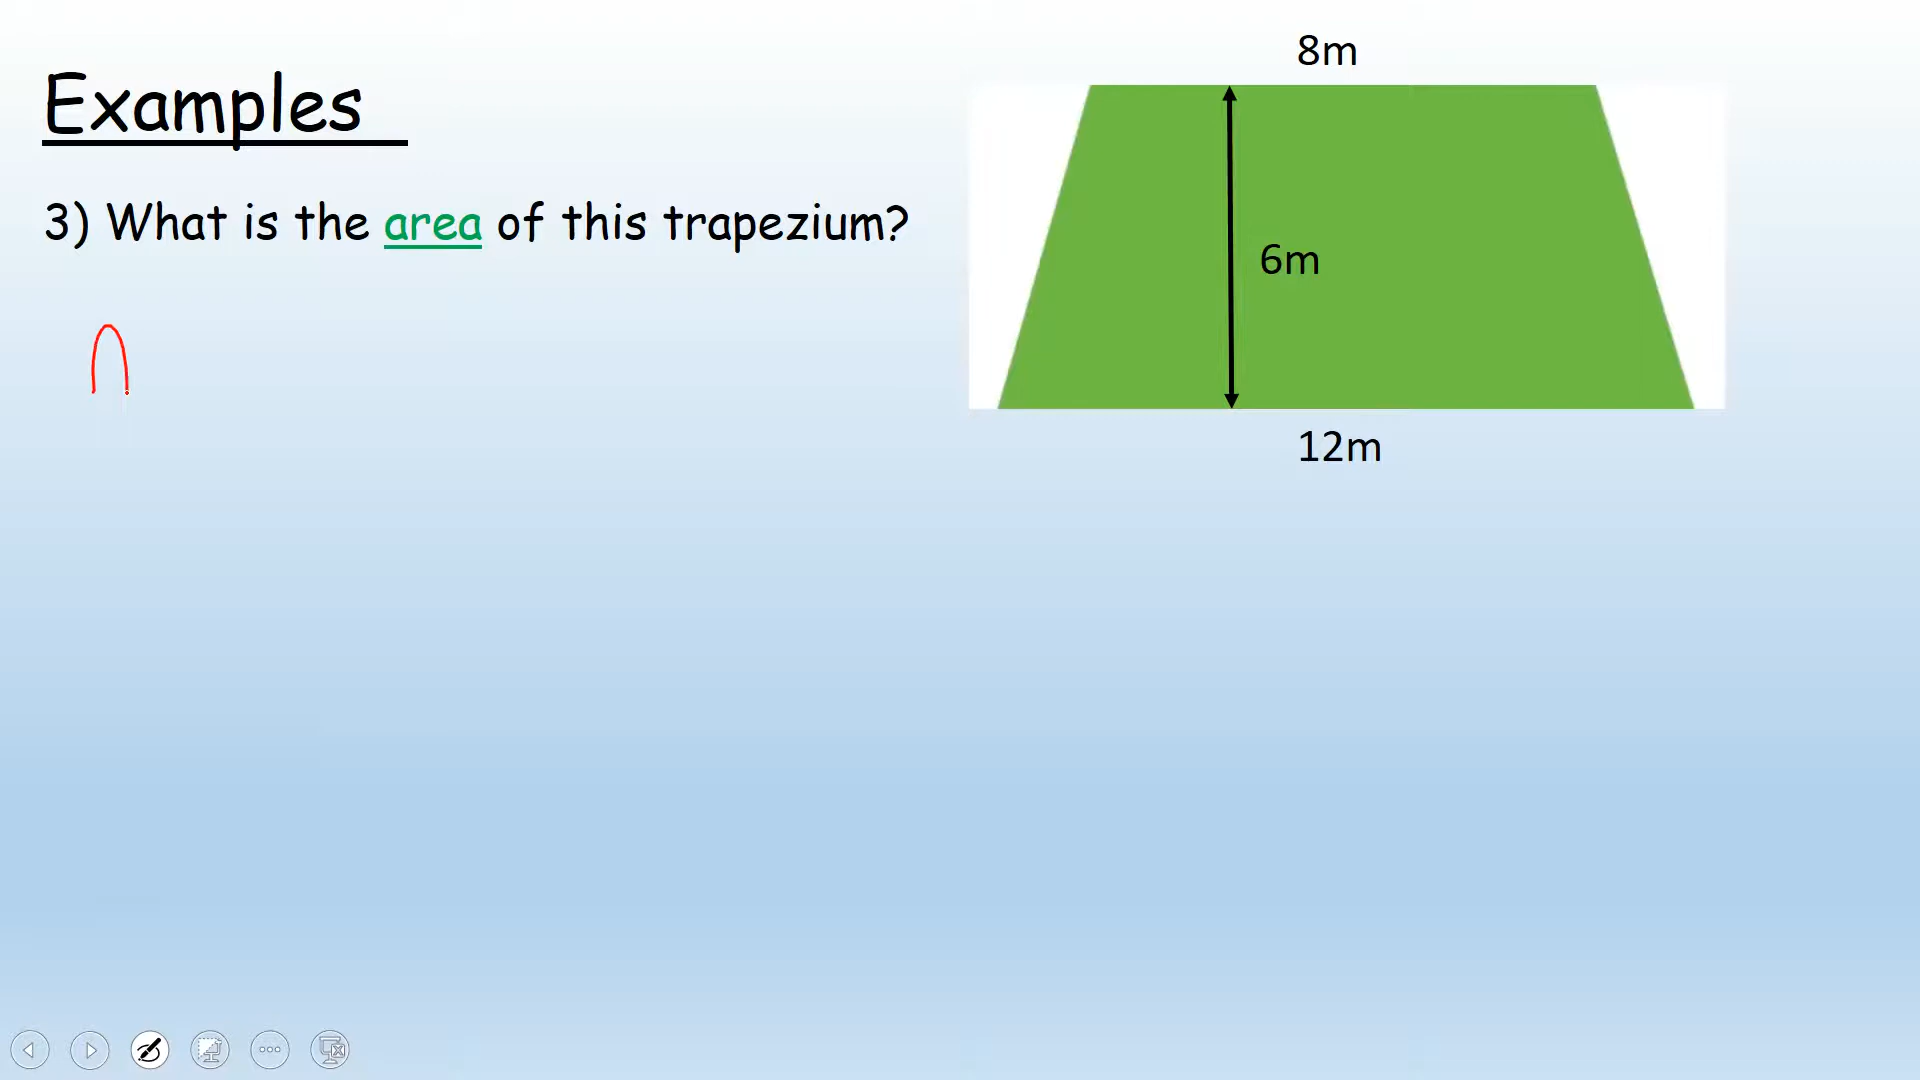 8m
Examples
3) What is the area of this trapezium?
6m
12m